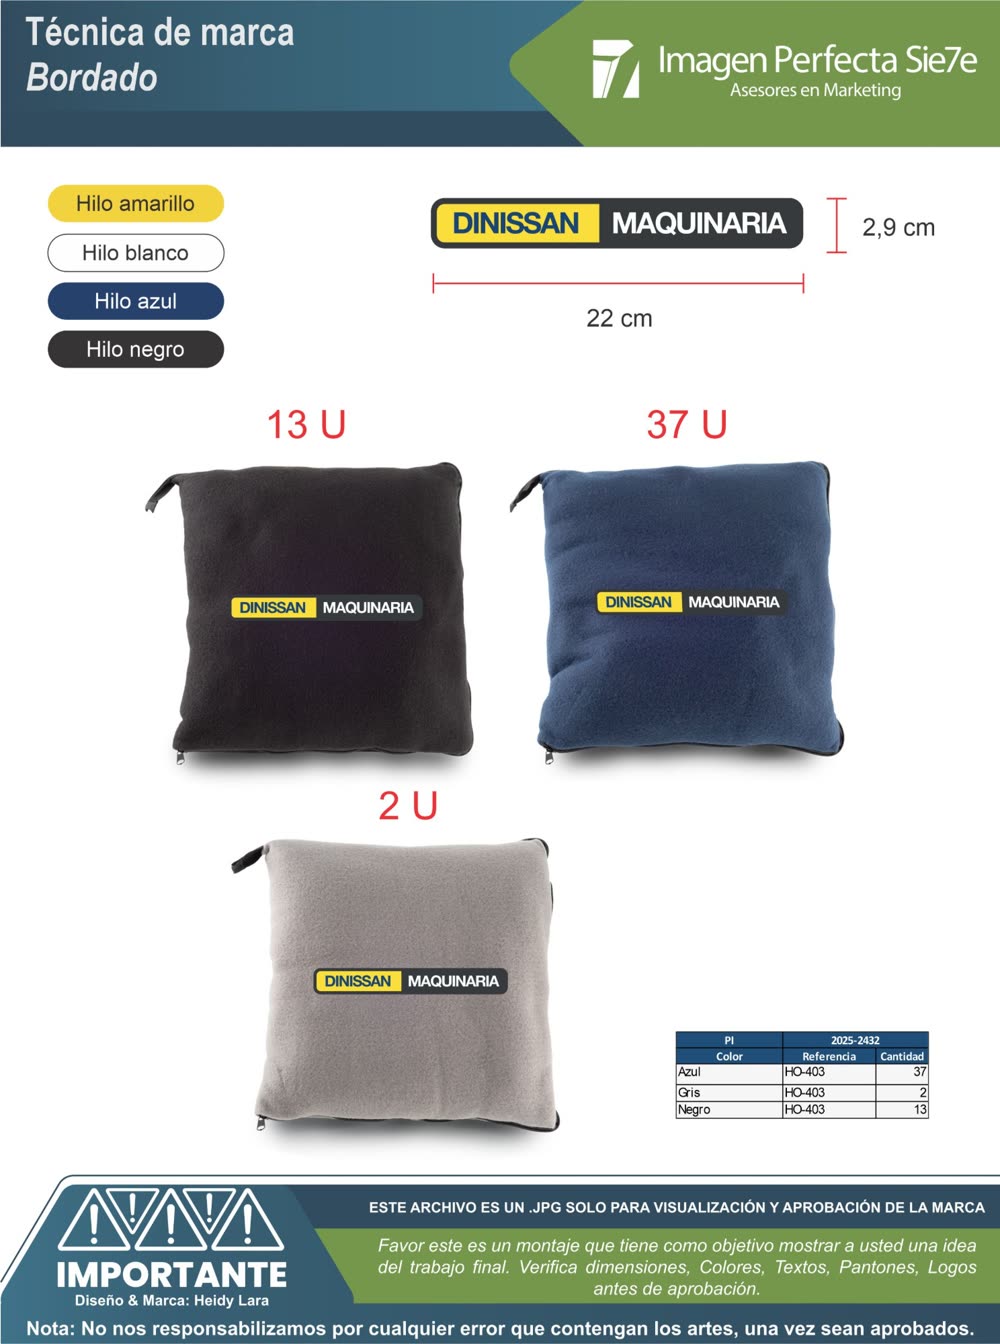 Técnica de marca
Bordado
Imagen Perfecta Sie7e
Asesores en Marketing
Hilo amarillo
Hilo blanco
Hilo azul
Hilo negro
DINISSAN MAQUINARIA
2,9 cm
22 cm
13 U
37 U
DINISSAN MAQUINARIA
DINISSAN MAQUINARIA
2 U
DINISSAN MAQUINARIA
PI 2025-2432
Color Referencia Cantidad
Azul HO-403 37
Gris HO-403 2
Negro HO-403 13
ESTE ARCHIVO ES UN .JPG SOLO PARA VISUALIZACIÓN Y APROBACIÓN DE LA MARCA
Favor este es un montaje que tiene como objetivo mostrar a usted una idea
del trabajo final. Verifica dimensiones, Colores, Textos, Pantones, Logos
antes de aprobación.
IMPORTANTE
Diseño & Marca: Heidy Lara
Nota: No nos responsabilizamos por cualquier error que contengan los artes, una vez sean aprobados.